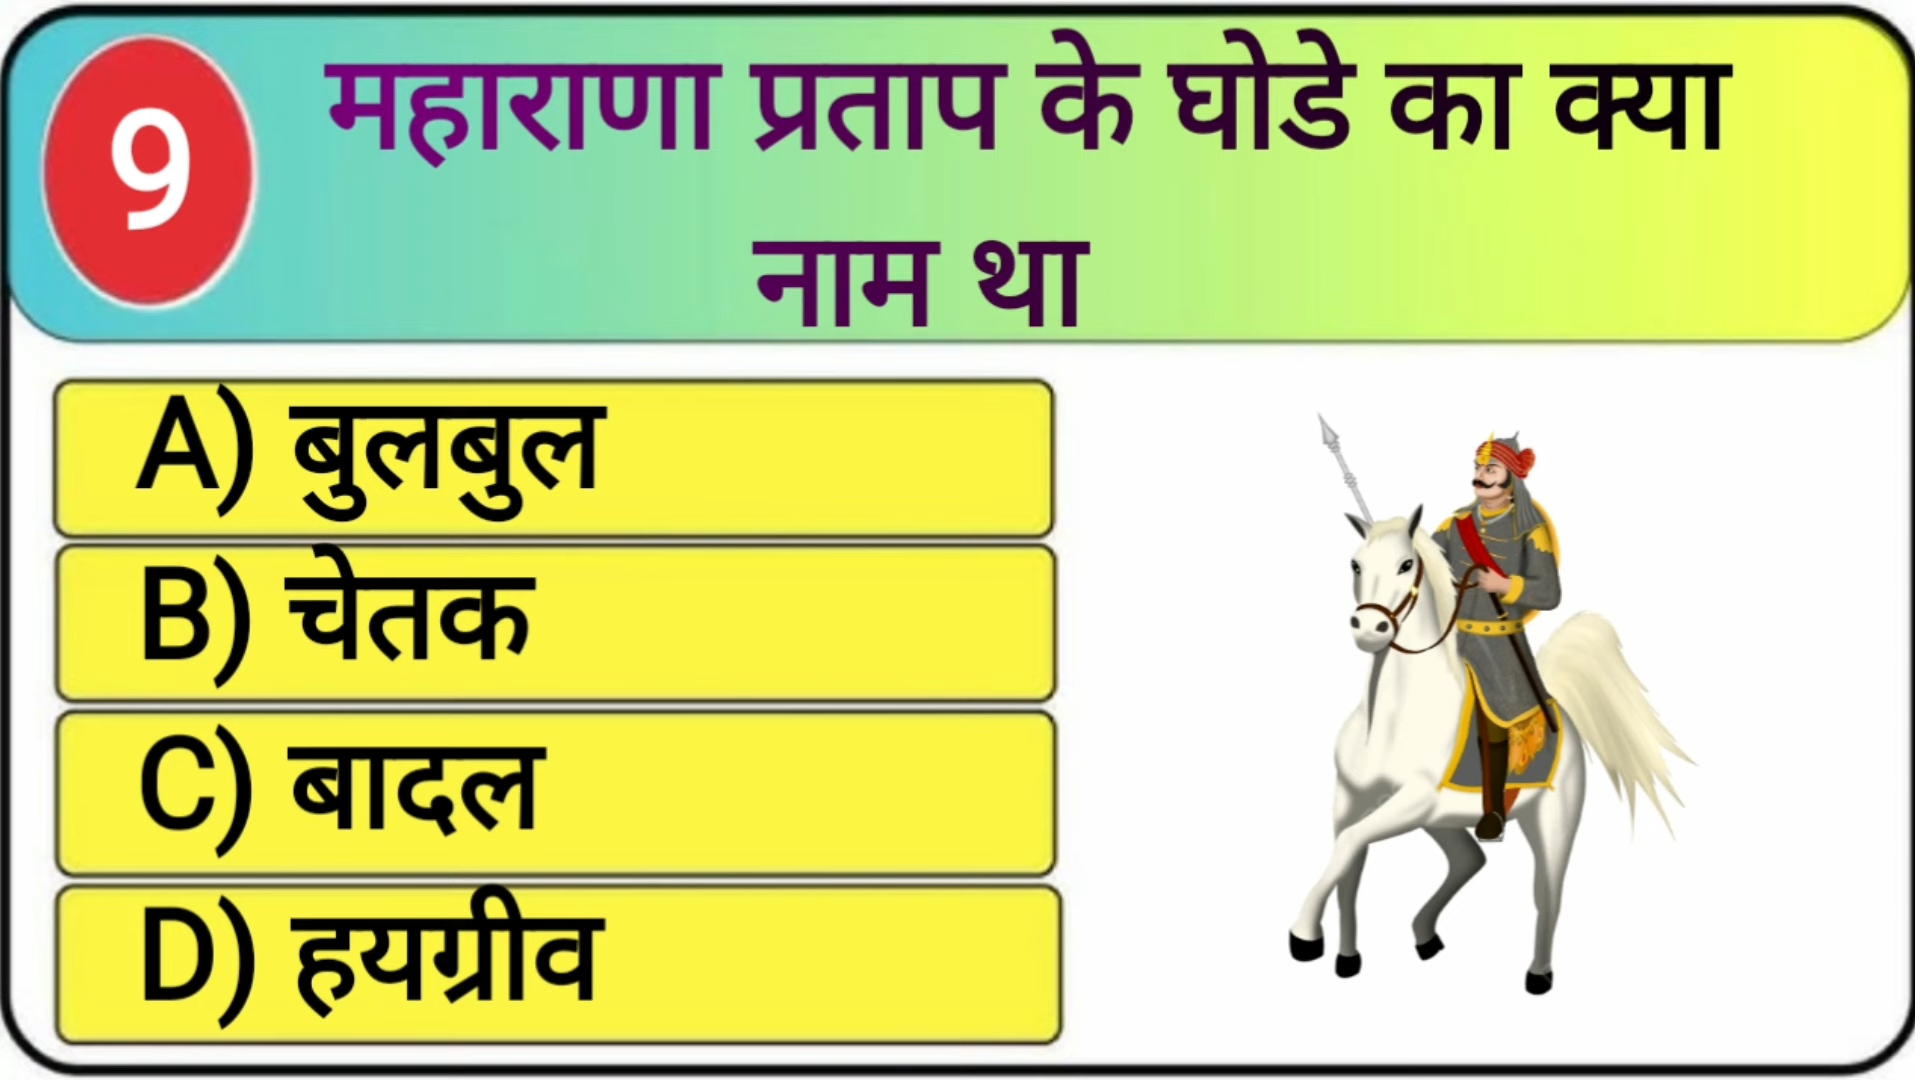 9
महाराणा प्रताप के घोडे का क्या
नाम था
A) बुलबुल
B) चेतक
C) बादल
D) हयग्रीव